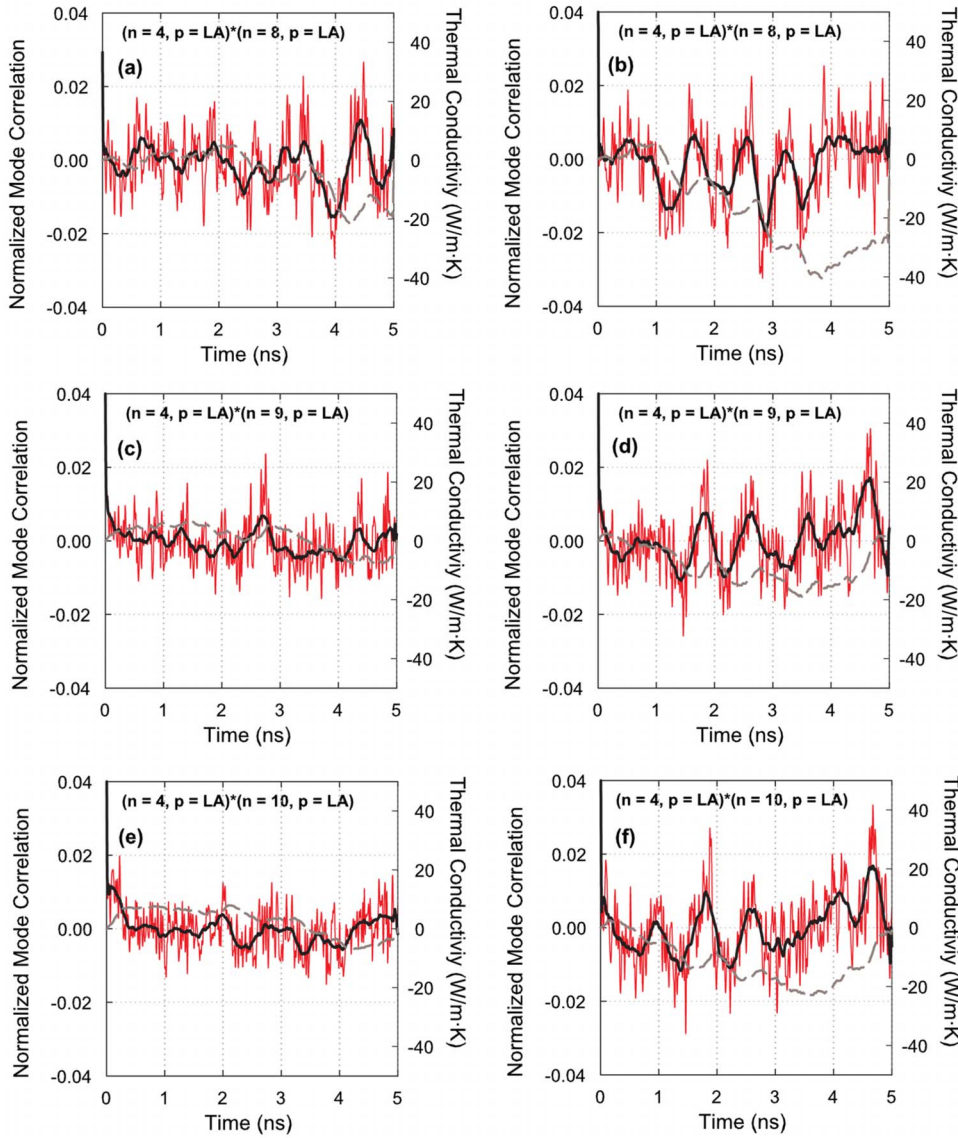 (n = 4, p = LA)*(n = 8, p = LA)
(a)
Normalized Mode Correlation
0.04
0.02
0.00
-0.02
-0.04
Thermal Conductiviy (W/m·K)
40
20
0
-20
-40
0 1 2 3 4 5
Time (ns)
(n = 4, p = LA)*(n = 8, p = LA)
(b)
Normalized Mode Correlation
0.04
0.02
0.00
-0.02
-0.04
Thermal Conductiviy (W/m·K)
40
20
0
-20
-40
0 1 2 3 4 5
Time (ns)
(n = 4, p = LA)*(n = 9, p = LA)
(c)
Normalized Mode Correlation
0.04
0.02
0.00
-0.02
-0.04
Thermal Conductiviy (W/m·K)
40
20
0
-20
-40
0 1 2 3 4 5
Time (ns)
(n = 4, p = LA)*(n = 9, p = LA)
(d)
Normalized Mode Correlation
0.04
0.02
0.00
-0.02
-0.04
Thermal Conductiviy (W/m·K)
40
20
0
-20
-40
0 1 2 3 4 5
Time (ns)
(n = 4, p = LA)*(n = 10, p = LA)
(e)
Normalized Mode Correlation
0.04
0.02
0.00
-0.02
-0.04
Thermal Conductiviy (W/m·K)
40
20
0
-20
-40
0 1 2 3 4 5
Time (ns)
(n = 4, p = LA)*(n = 10, p = LA)
(f)
Normalized Mode Correlation
0.04
0.02
0.00
-0.02
-0.04
Thermal Conductiviy (W/m·K)
40
20
0
-20
-40
0 1 2 3 4 5
Time (ns)